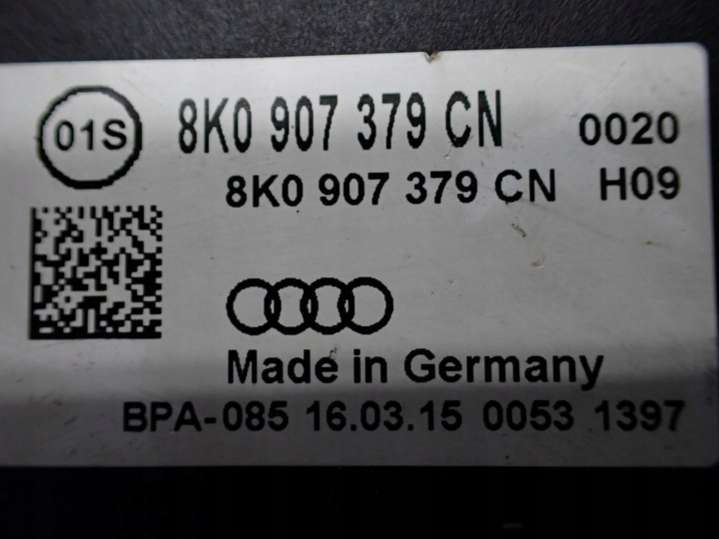 01S 8K0 907 379 CN 0020
8K0 907 379 CN H09
Made in Germany
BPA-085 16.03.15 0053 1397